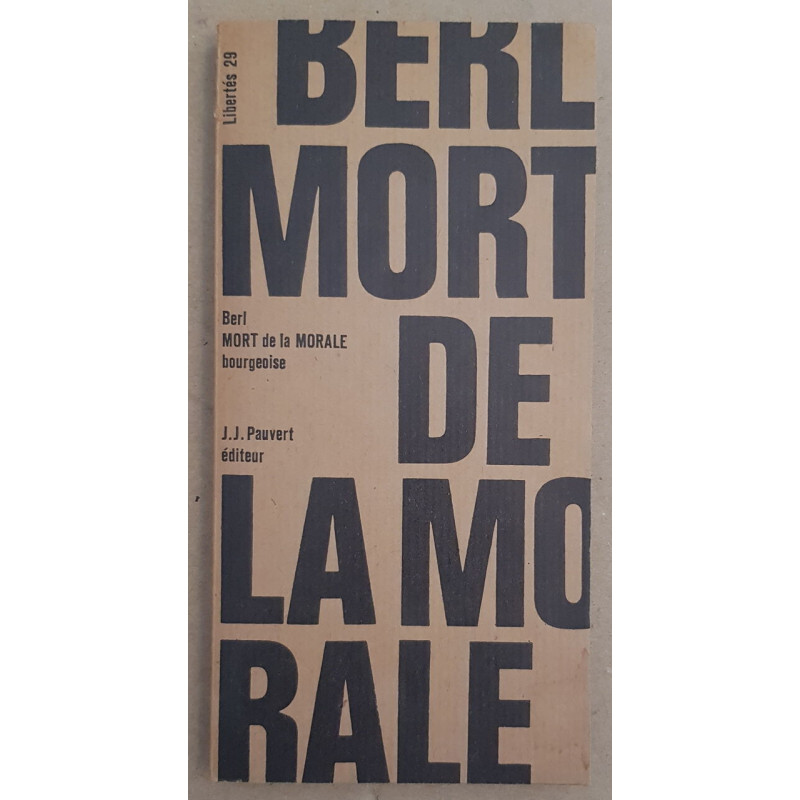 Libertés 29
BERL
MORT
Berl
MORT de la MORALE
bourgeoise
DE
J.J. Pauvert
éditeur
LA MO
RALE